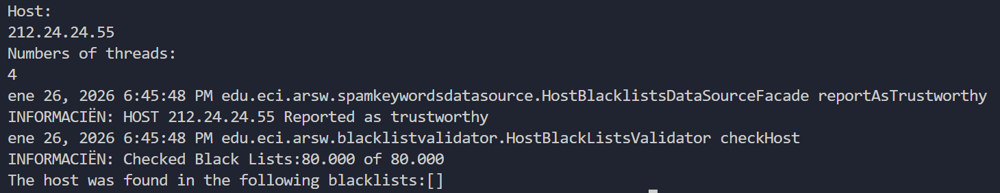 Host:
212.24.24.55
Numbers of threads:
4
ene 26, 2026 6:45:48 PM edu.eci.arsw.spamkeywordsdatasource.HostBlacklistsDataSourceFacade reportAsTrustworthy
INFORMACIËN: HOST 212.24.24.55 Reported as trustworthy
ene 26, 2026 6:45:48 PM edu.eci.arsw.blacklistvalidator.HostBlackListsValidator checkHost
INFORMACIËN: Checked Black Lists:80.000 of 80.000
The host was found in the following blacklists:[]